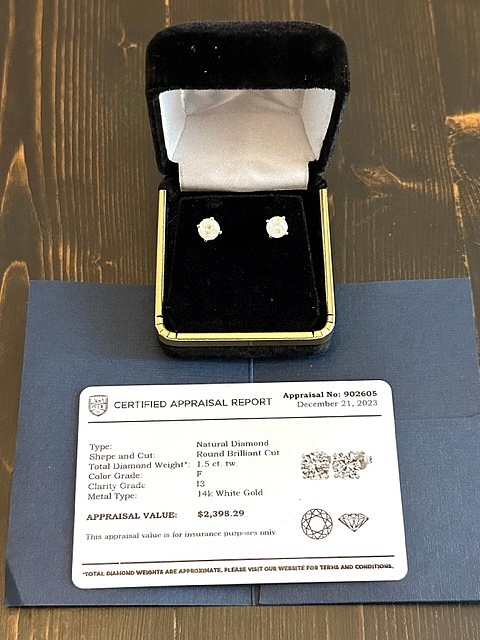 CERTIFIED APPRAISAL REPORT
Appraisal No: 902605
December 21, 2023
Type: Natural Diamond
Shape and Cut: Round Brilliant Cut
Total Diamond Weight*: 1.5 ct. tw.
Color Grade: F
Clarity Grade I3
Metal Type: 14k White Gold
APPRAISAL VALUE: $2,398.29
This appraisal value is for insurance purposes only
*TOTAL DIAMOND WEIGHTS ARE APPROXIMATE, PLEASE VISIT OUR WEBSITE FOR TERMS AND CONDITIONS.